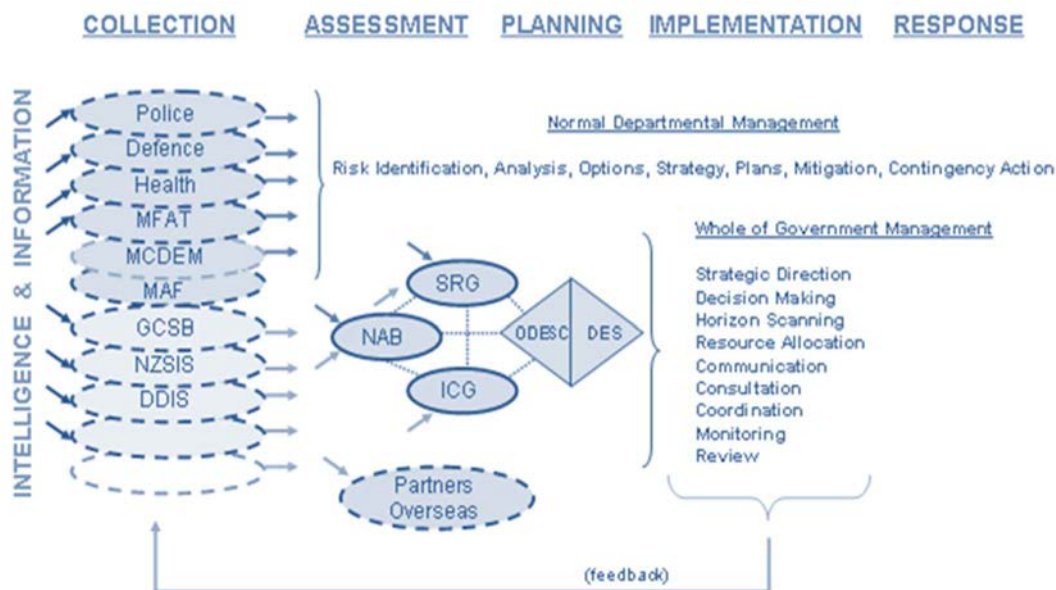 COLLECTION ASSESSMENT PLANNING IMPLEMENTATION RESPONSE
INTELLIGENCE & INFORMATION
Police
Defence
Health
MFAT
MCDEM
MAF
GCSB
NZSIS
DDIS
Normal Departmental Management
Risk Identification, Analysis, Options, Strategy, Plans, Mitigation, Contingency Action
SRG
NAB
ICG
ODESC
DES
Partners
Overseas
Whole of Government Management
Strategic Direction
Decision Making
Horizon Scanning
Resource Allocation
Communication
Consultation
Coordination
Monitoring
Review
(feedback)